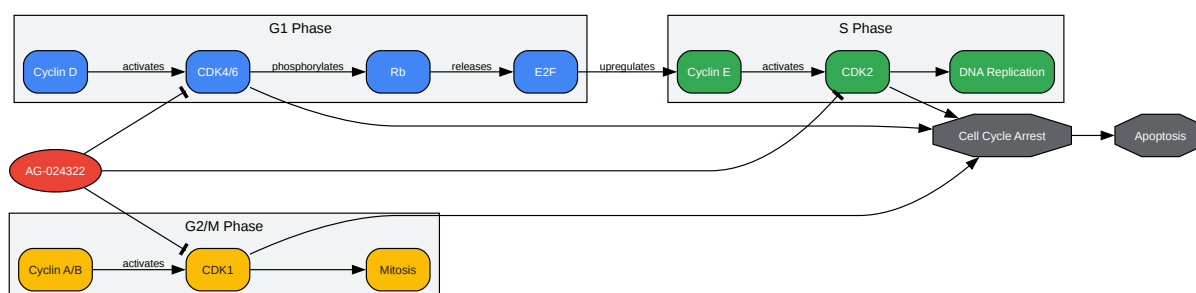 G1 Phase
Cyclin D
activates
CDK4/6
phosphorylates
Rb
releases
E2F
upregulates
S Phase
Cyclin E
activates
CDK2
DNA Replication
Cell Cycle Arrest
Apoptosis
AG-024322
G2/M Phase
Cyclin A/B
activates
CDK1
Mitosis